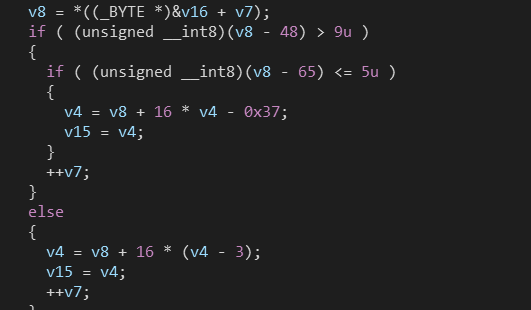 v8 = *((_BYTE *)&v16 + v7);
if ( (unsigned __int8)(v8 - 48) > 9u )
{
  if ( (unsigned __int8)(v8 - 65) <= 5u )
  {
    v4 = v8 + 16 * v4 - 0x37;
    v15 = v4;
  }
  ++v7;
}
else
{
  v4 = v8 + 16 * (v4 - 3);
  v15 = v4;
  ++v7;
}